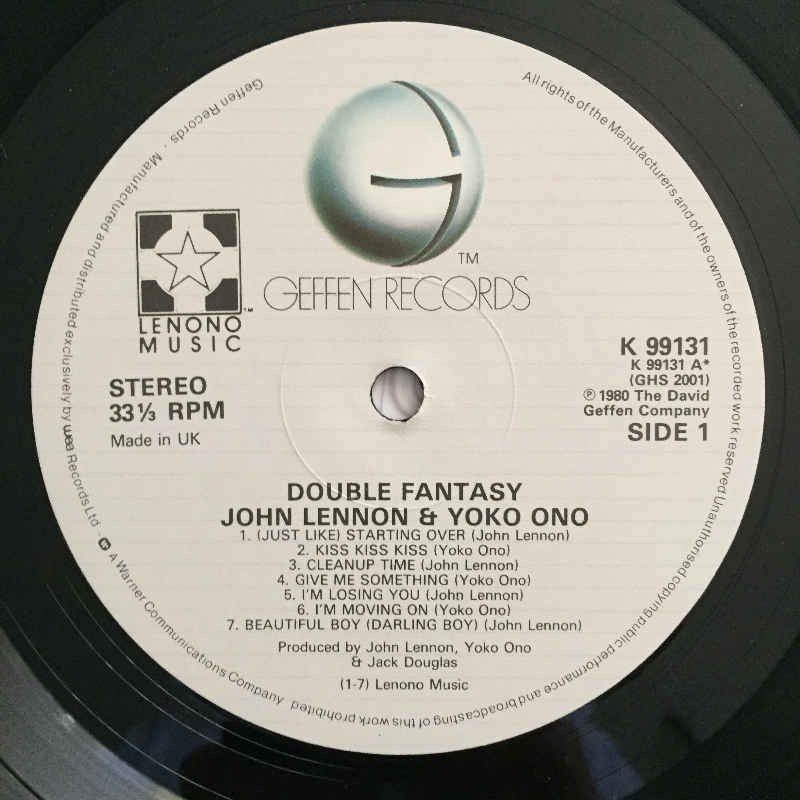 Geffen Records · Manufactured and distributed exclusively by wea Records Ltd · A Warner Communications Company
All rights of the Manufacturers and of the owners of the recorded work reserved Unauthorised copying public performance and broadcasting of this work prohibited
G
TM
GEFFEN RECORDS
LENONO TM
MUSIC
STEREO
33⅓ RPM
Made in UK
K 99131
K 99131 A*
(GHS 2001)
℗ 1980 The David
Geffen Company
SIDE 1
DOUBLE FANTASY
JOHN LENNON & YOKO ONO
1. (JUST LIKE) STARTING OVER (John Lennon)
2. KISS KISS KISS (Yoko Ono)
3. CLEANUP TIME (John Lennon)
4. GIVE ME SOMETHING (Yoko Ono)
5. I'M LOSING YOU (John Lennon)
6. I'M MOVING ON (Yoko Ono)
7. BEAUTIFUL BOY (DARLING BOY) (John Lennon)
Produced by John Lennon, Yoko Ono
& Jack Douglas
(1-7) Lenono Music